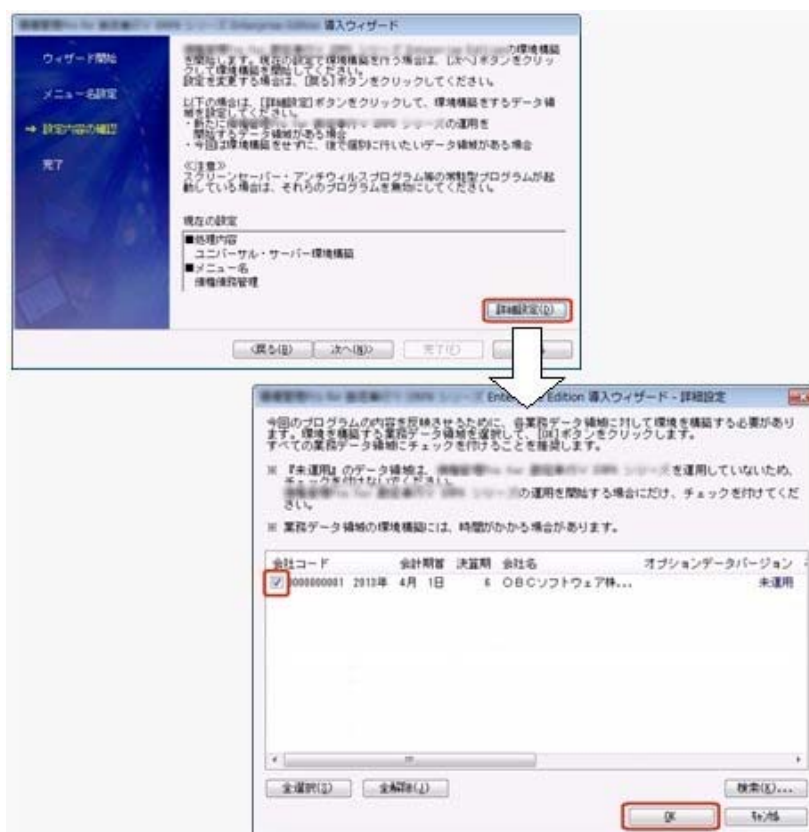 Enterprise Edition 導入ウィザード
ウィザード開始
メニュー名設定
設定内容の確認
完了
の環境構築
を開始します。現在の設定で環境構築を行う場合は、[次へ]ボタンをクリッ
クして環境構築を開始してください。
設定を変更する場合は、[戻る]ボタンをクリックしてください。
以下の場合は、[詳細設定]ボタンをクリックして、環境構築をするデータ領
域を設定してください。
・新たに
の運用を
開始するデータ領域がある場合
・今回は環境構築をせずに、後で個別に行いたいデータ領域がある場合
≪注意≫
スクリーンセーバー・アンチウィルスプログラム等の常駐型プログラムが起
動している場合は、それらのプログラムを無効にしてください。
現在の設定
■処理内容
ユニバーサル・サーバー環境構築
■メニュー名
債権債務管理
詳細設定(D)
<戻る(B)
次へ(N)>
完了(E)
Edition 導入ウィザード - 詳細設定
今回のプログラムの内容を反映させるために、各業務データ領域に対して環境を構築する必要があり
ます。環境を構築する業務データ領域を選択して、[OK]ボタンをクリックします。
すべての業務データ領域にチェックを付けることを推奨します。
※ 『未運用』のデータ領域は、
を運用していないため、
チェックを付けないでください。
の運用を開始する場合にだけ、チェックを付けてくだ
さい。
※ 業務データ領域の環境構築には、時間がかかる場合があります。
会社コード 会計期首 決算期 会社名 オプションデータバージョン
0000000001 2013年 4月 1日 6 OBCソフトウェア株... 未運用
全選択(S)
全解除(J)
検索(K)...
OK
キャンセル